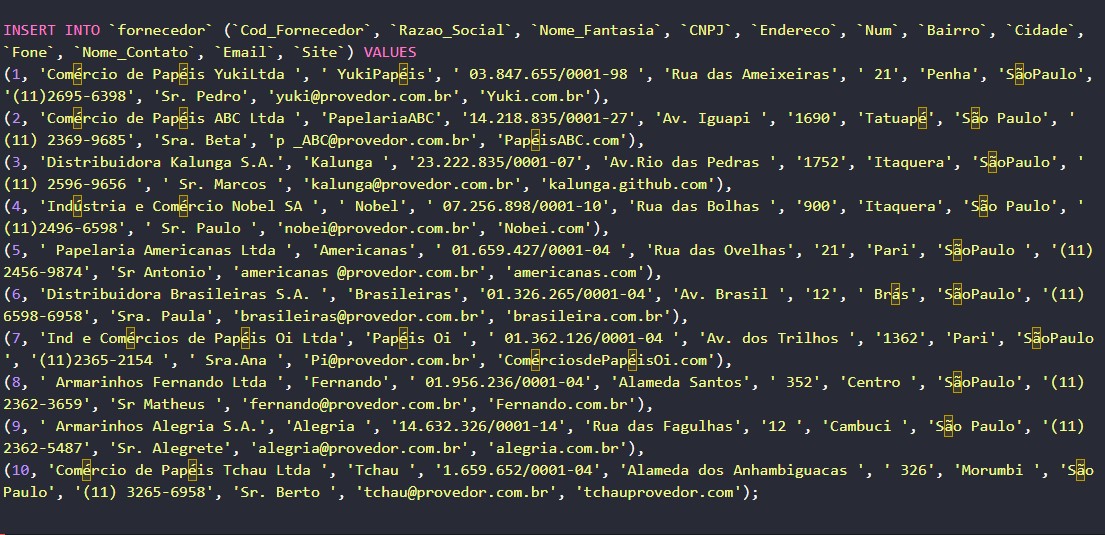 INSERT INTO `fornecedor` (`Cod_Fornecedor`, `Razao_Social`, `Nome_Fantasia`, `CNPJ`, `Endereco`, `Num`, `Bairro`, `Cidade`,
`Fone`, `Nome_Contato`, `Email`, `Site`) VALUES
(1, 'Comércio de Papéis YukiLtda ', ' YukiPapéis', ' 03.847.655/0001-98 ', 'Rua das Ameixeiras', ' 21', 'Penha', 'SãoPaulo',
'(11)2695-6398', 'Sr. Pedro', 'yuki@provedor.com.br', 'Yuki.com.br'),
(2, 'Comércio de Papéis ABC Ltda ', 'PapelariaABC', '14.218.835/0001-27', 'Av. Iguapi ', '1690', 'Tatuapé', 'São Paulo', '
(11) 2369-9685', 'Sra. Beta', 'p _ABC@provedor.com.br', 'PapéisABC.com'),
(3, 'Distribuidora Kalunga S.A.', 'Kalunga ', '23.222.835/0001-07', 'Av.Rio das Pedras ', '1752', 'Itaquera', 'SãoPaulo', '
(11) 2596-9656 ', ' Sr. Marcos ', 'kalunga@provedor.com.br', 'kalunga.github.com'),
(4, 'Indústria e Comércio Nobel SA ', ' Nobel', ' 07.256.898/0001-10', 'Rua das Bolhas ', '900', 'Itaquera', 'São Paulo', '
(11)2496-6598', ' Sr. Paulo ', 'nobei@provedor.com.br', 'Nobei.com'),
(5, ' Papelaria Americanas Ltda ', 'Americanas', ' 01.659.427/0001-04 ', 'Rua das Ovelhas', '21', 'Pari', 'SãoPaulo ', '(11)
2456-9874', 'Sr Antonio', 'americanas @provedor.com.br', 'americanas.com'),
(6, 'Distribuidora Brasileiras S.A. ', 'Brasileiras', '01.326.265/0001-04', 'Av. Brasil ', '12', ' Brás', 'SãoPaulo', '(11)
6598-6958', 'Sra. Paula', 'brasileiras@provedor.com.br', 'brasileira.com.br'),
(7, 'Ind e Comércios de Papéis Oi Ltda', 'Papéis Oi ', ' 01.362.126/0001-04 ', 'Av. dos Trilhos ', '1362', 'Pari', 'SãoPaulo
', '(11)2365-2154 ', ' Sra.Ana ', 'Pi@provedor.com.br', 'ComérciosdePapéisOi.com'),
(8, ' Armarinhos Fernando Ltda ', 'Fernando', ' 01.956.236/0001-04', 'Alameda Santos', ' 352', 'Centro ', 'SãoPaulo', '(11)
2362-3659', 'Sr Matheus ', 'fernando@provedor.com.br', 'Fernando.com.br'),
(9, ' Armarinhos Alegria S.A.', 'Alegria ', '14.632.326/0001-14', 'Rua das Fagulhas', '12 ', 'Cambuci ', 'São Paulo', '(11)
2362-5487', 'Sr. Alegrete', 'alegria@provedor.com.br', 'alegria.com.br'),
(10, 'Comércio de Papéis Tchau Ltda ', 'Tchau ', '1.659.652/0001-04', 'Alameda dos Anhambiguacas ', ' 326', 'Morumbi ', 'São
Paulo', '(11) 3265-6958', 'Sr. Berto ', 'tchau@provedor.com.br', 'tchauprovedor.com');